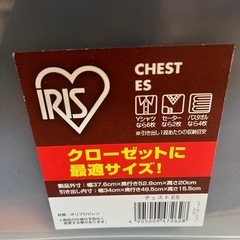 IRIS
CHEST
ES
Yシャツ なら6枚
セーター なら2枚
バスタオル なら4枚
※引き出し1段あたりの収納目安
クローゼットに
最適サイズ!
製品外寸:幅37.6cm×奥行き52.8cm×高さ20cm
引き出し内寸:幅34cm×奥行き48.5cm×高さ15.5cm
材質:ポリプロピレン
チェストES
4905009472628